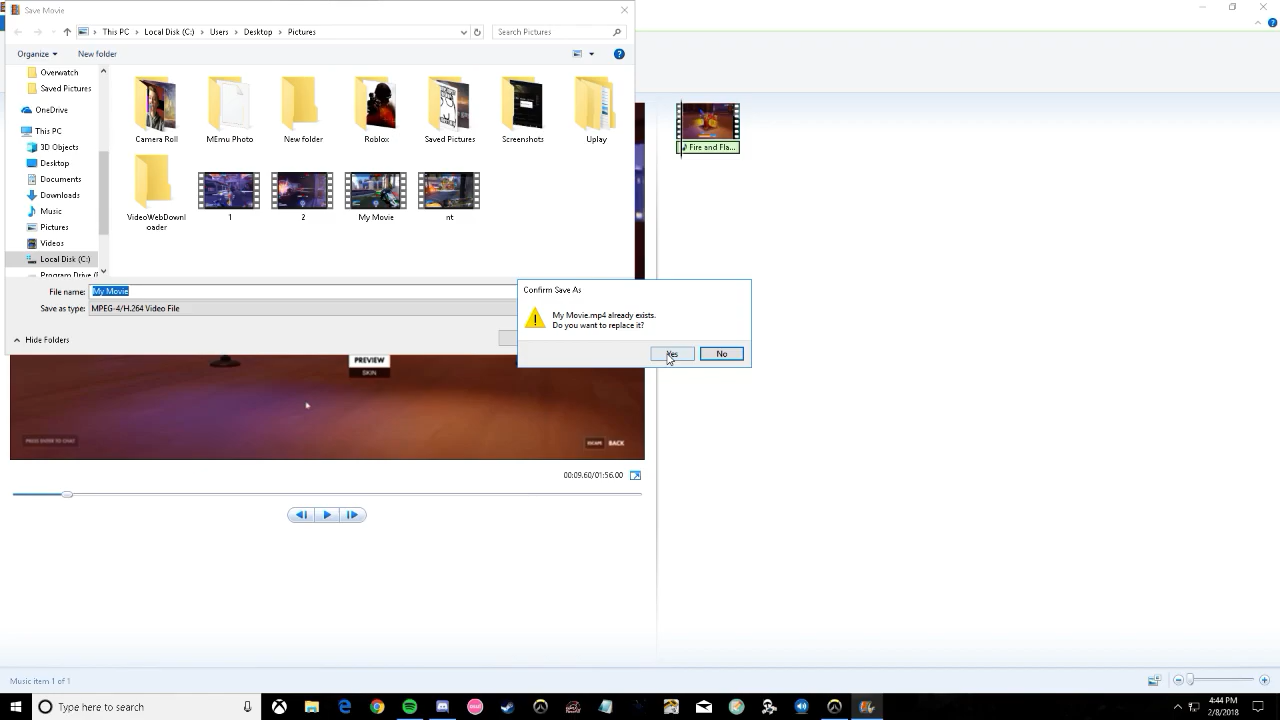 Save Movie
This PC
Local Disk (C:)
Users
Desktop
Pictures
Search Pictures
Organize
New folder
Overwatch
Saved Pictures
OneDrive
This PC
3D Objects
Desktop
Documents
Downloads
Music
Pictures
Videos
Local Disk (C:)
Camera Roll
MEmu Photo
New folder
Roblox
Saved Pictures
Screenshots
Uplay
VideoWebDownl
oader
1
2
My Movie
nt
Fire and Fla...
File name:
My Movie
Save as type:
MPEG-4/H.264 Video File
Hide Folders
Confirm Save As
My Movie.mp4 already exists.
Do you want to replace it?
Yes
No
PREVIEW
SKIN
PRESS ENTER TO CHAT
ESCAPE
BACK
00:09.60/01:56.00
Music item 1 of 1
Type here to search
4:44 PM
2/8/2018